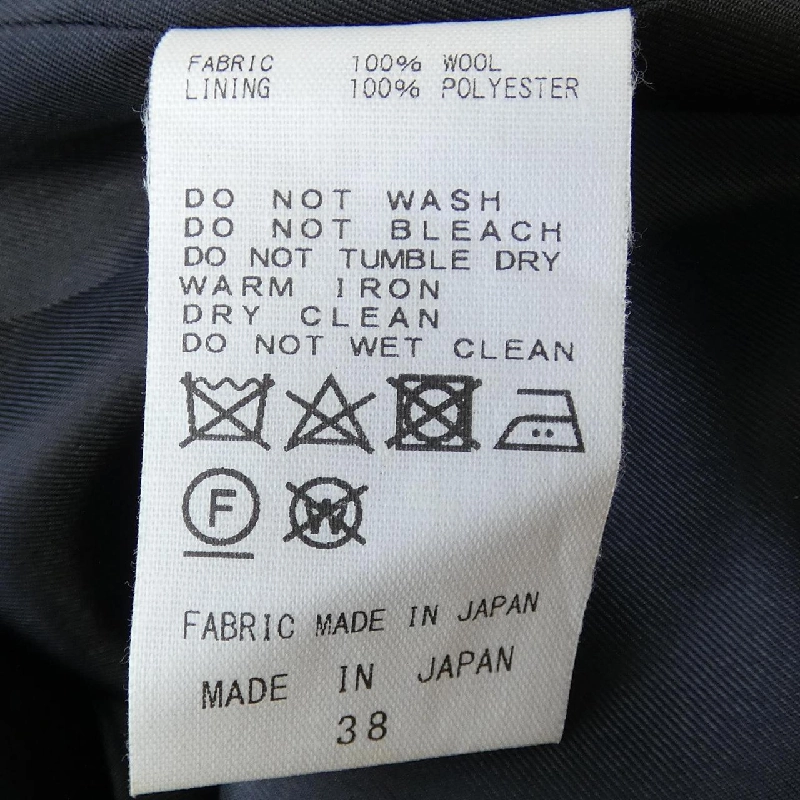 FABRIC 100% WOOL
LINING 100% POLYESTER
DO NOT WASH
DO NOT BLEACH
DO NOT TUMBLE DRY
WARM IRON
DRY CLEAN
DO NOT WET CLEAN
F W
FABRIC MADE IN JAPAN
MADE IN JAPAN
38